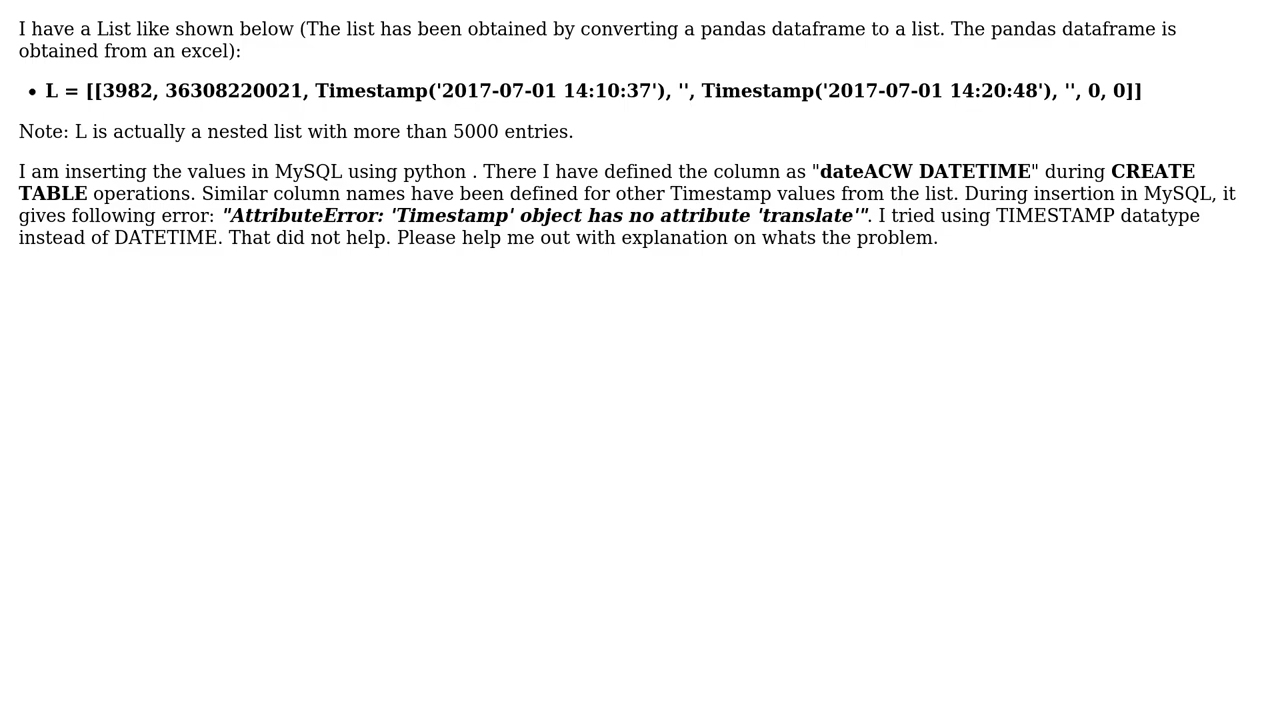 I have a List like shown below (The list has been obtained by converting a pandas dataframe to a list. The pandas dataframe is
obtained from an excel):
• L = [[3982, 36308220021, Timestamp('2017-07-01 14:10:37'), '', Timestamp('2017-07-01 14:20:48'), '', 0, 0]]
Note: L is actually a nested list with more than 5000 entries.
I am inserting the values in MySQL using python . There I have defined the column as "dateACW DATETIME" during CREATE
TABLE operations. Similar column names have been defined for other Timestamp values from the list. During insertion in MySQL, it
gives following error: "AttributeError: 'Timestamp' object has no attribute 'translate'". I tried using TIMESTAMP datatype
instead of DATETIME. That did not help. Please help me out with explanation on whats the problem.